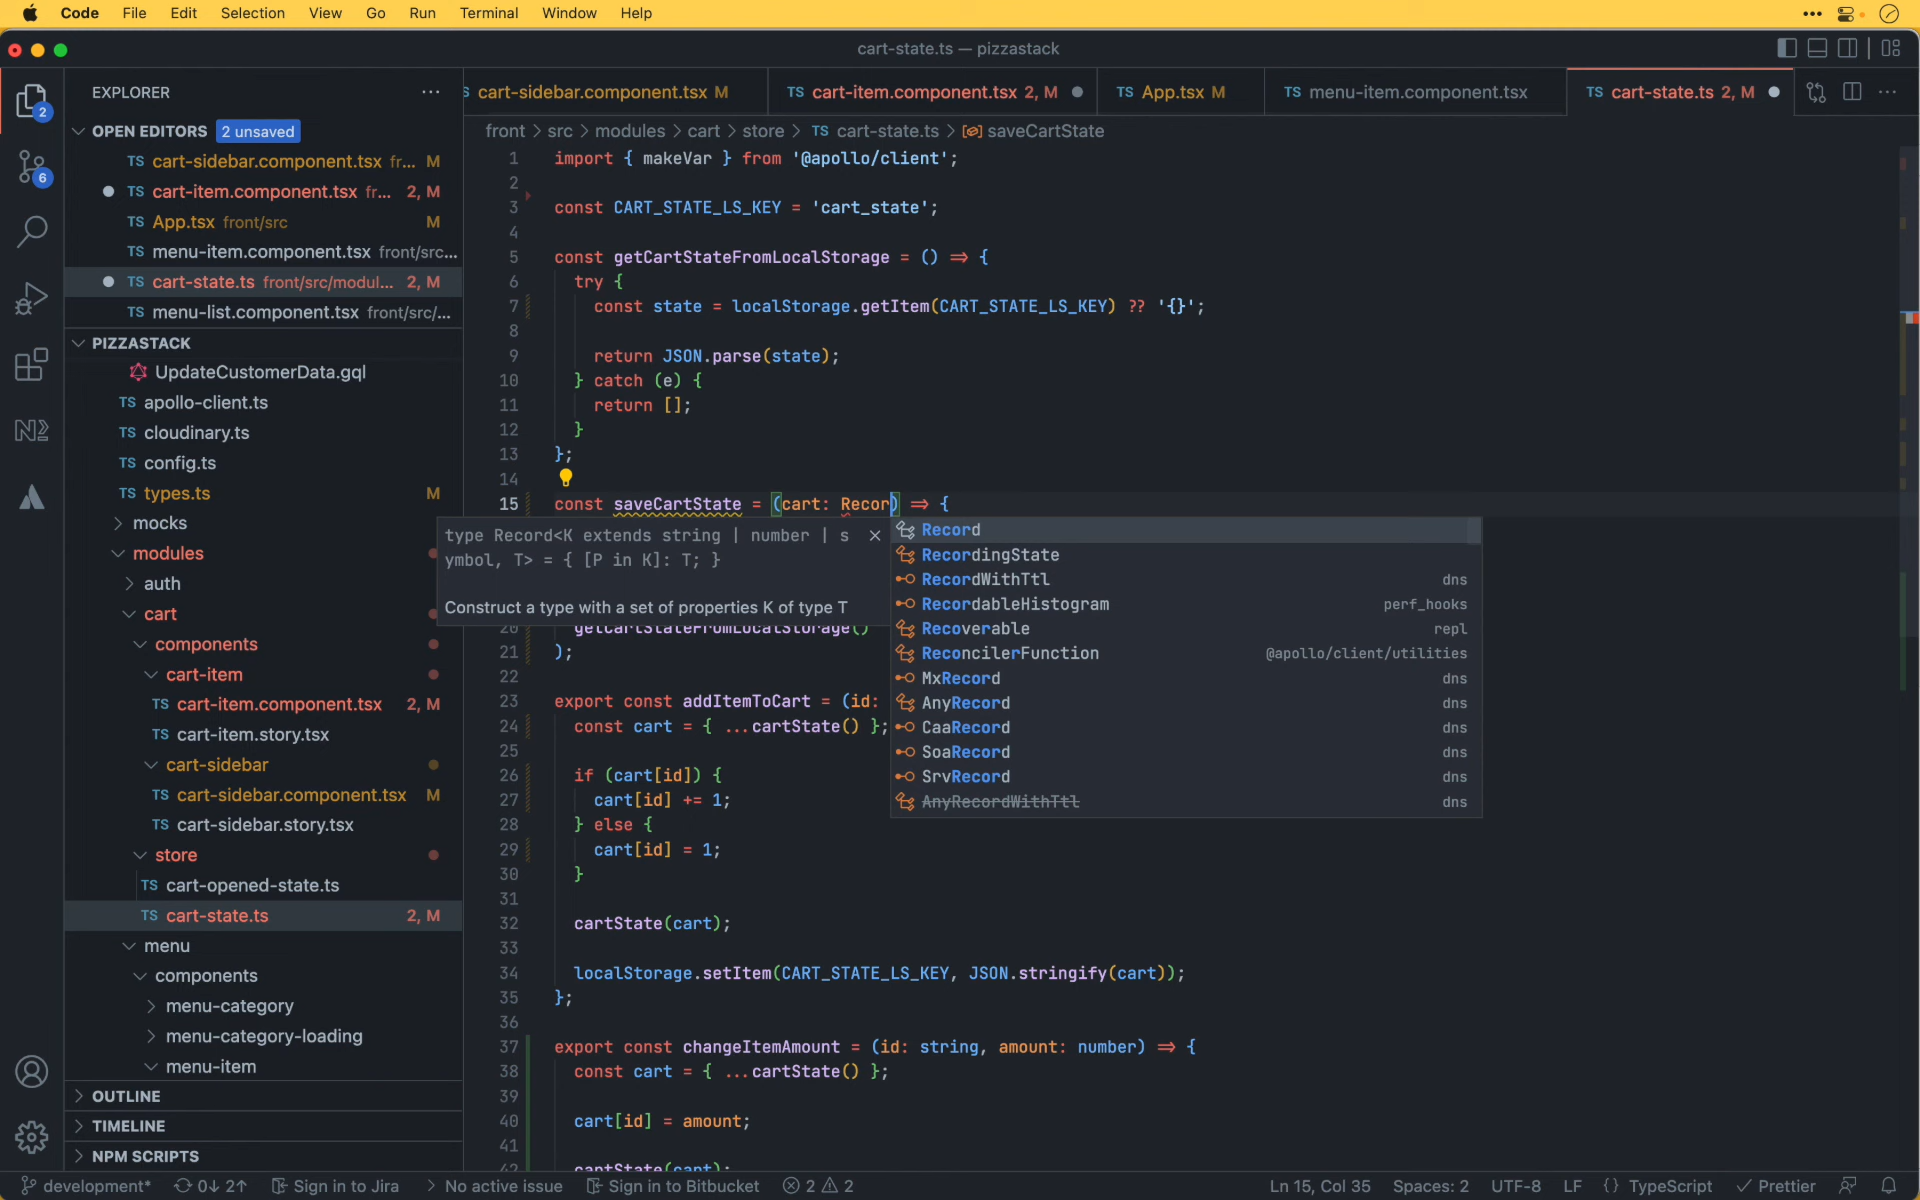 Code File Edit Selection View Go Run Terminal Window Help
cart-state.ts — pizzastack
EXPLORER
cart-sidebar.component.tsx M
TS cart-item.component.tsx 2, M
TS App.tsx M
TS menu-item.component.tsx
TS cart-state.ts 2, M
front > src > modules > cart > store > TS cart-state.ts > saveCartState
2
6
OPEN EDITORS 2 unsaved
TS cart-sidebar.component.tsx fr... M
TS cart-item.component.tsx fr... 2, M
TS App.tsx front/src M
TS menu-item.component.tsx front/src...
TS cart-state.ts front/src/modul... 2, M
TS menu-list.component.tsx front/src/...
PIZZASTACK
UpdateCustomerData.gql
TS apollo-client.ts
TS cloudinary.ts
TS config.ts
TS types.ts M
mocks
modules
auth
cart
components
cart-item
TS cart-item.component.tsx 2, M
TS cart-item.story.tsx
cart-sidebar
TS cart-sidebar.component.tsx M
TS cart-sidebar.story.tsx
store
TS cart-opened-state.ts
TS cart-state.ts 2, M
menu
components
menu-category
menu-category-loading
menu-item
OUTLINE
TIMELINE
NPM SCRIPTS
1 import { makeVar } from '@apollo/client';
2
3 const CART_STATE_LS_KEY = 'cart_state';
4
5 const getCartStateFromLocalStorage = () => {
6 try {
7 const state = localStorage.getItem(CART_STATE_LS_KEY) ?? '{}';
8
9 return JSON.parse(state);
10 } catch (e) {
11 return [];
12 }
13 };
14
15 const saveCartState = (cart: Recor) => {
type Record<K extends string | number | s
ymbol, T> = { [P in K]: T; }
Construct a type with a set of properties K of type T
Record
RecordingState
RecordWithTtl dns
RecordableHistogram perf_hooks
Recoverable repl
ReconcilerFunction @apollo/client/utilities
MxRecord dns
AnyRecord dns
CaaRecord dns
SoaRecord dns
SrvRecord dns
AnyRecordWithTtl dns
20 getCartStateFromLocalStorage()
21 );
22
23 export const addItemToCart = (id:
24 const cart = { ...cartState() };
25
26 if (cart[id]) {
27 cart[id] += 1;
28 } else {
29 cart[id] = 1;
30 }
31
32 cartState(cart);
33
34 localStorage.setItem(CART_STATE_LS_KEY, JSON.stringify(cart));
35 };
36
37 export const changeItemAmount = (id: string, amount: number) => {
38 const cart = { ...cartState() };
39
40 cart[id] = amount;
41
42 cartState(cart);
development* 0↓ 2↑ Sign in to Jira No active issue Sign in to Bitbucket 2 2 Ln 15, Col 35 Spaces: 2 UTF-8 LF {} TypeScript Prettier